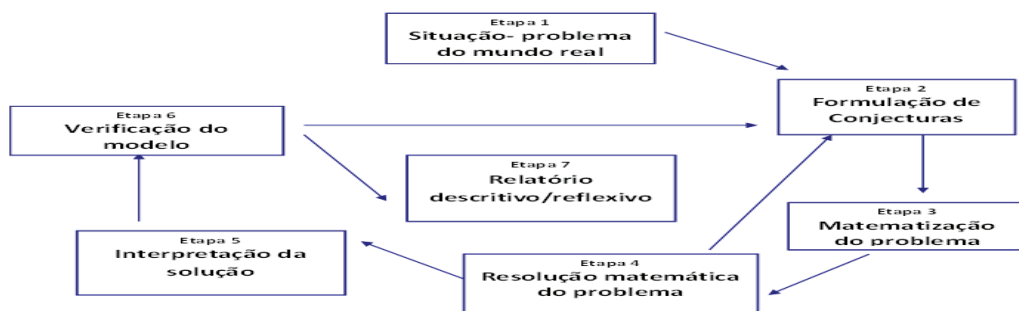 Etapa 1
Situação- problema
do mundo real
Etapa 2
Formulação de
Conjecturas
Etapa 3
Matematização
do problema
Etapa 4
Resolução matemática
do problema
Etapa 5
Interpretação da
solução
Etapa 6
Verificação do
modelo
Etapa 7
Relatório
descritivo/reflexivo